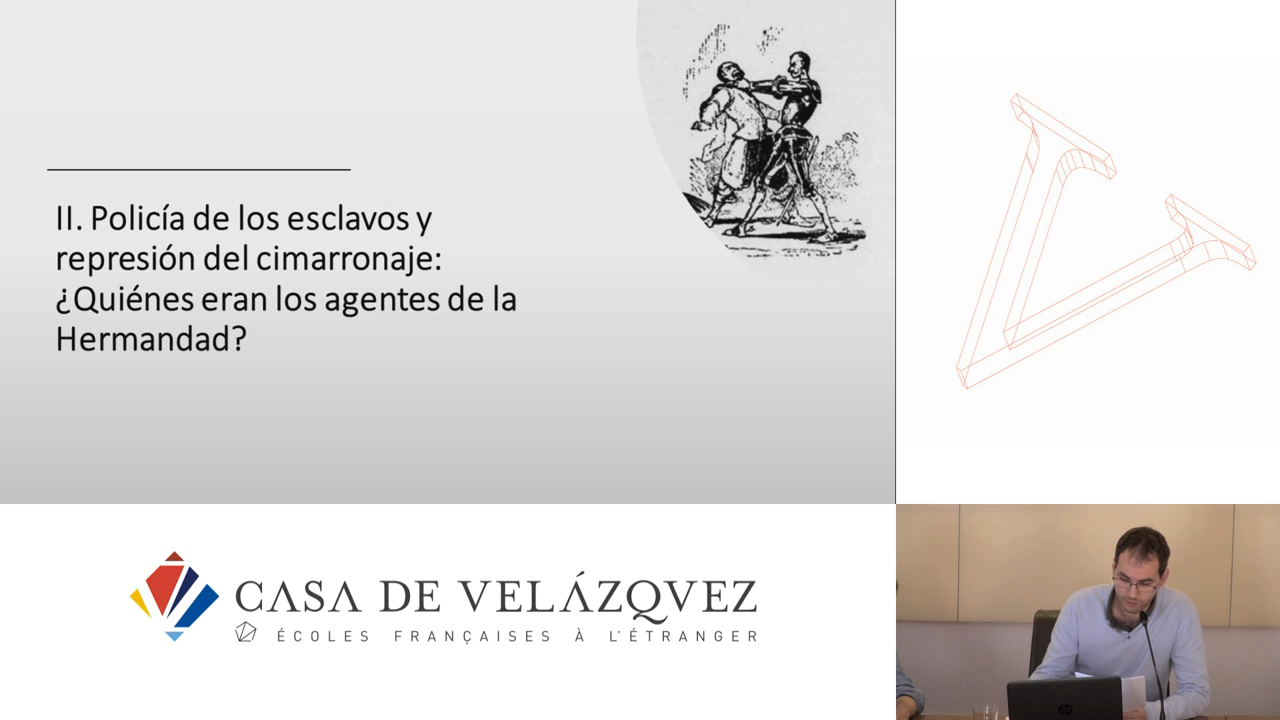 II. Policía de los esclavos y
represión del cimarronaje:
¿Quiénes eran los agentes de la
Hermandad?
CASA DE VELÁZQVEZ
ÉCOLES FRANÇAISES À L'ÉTRANGER